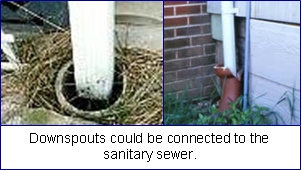 Downspouts could be connected to the
sanitary sewer.